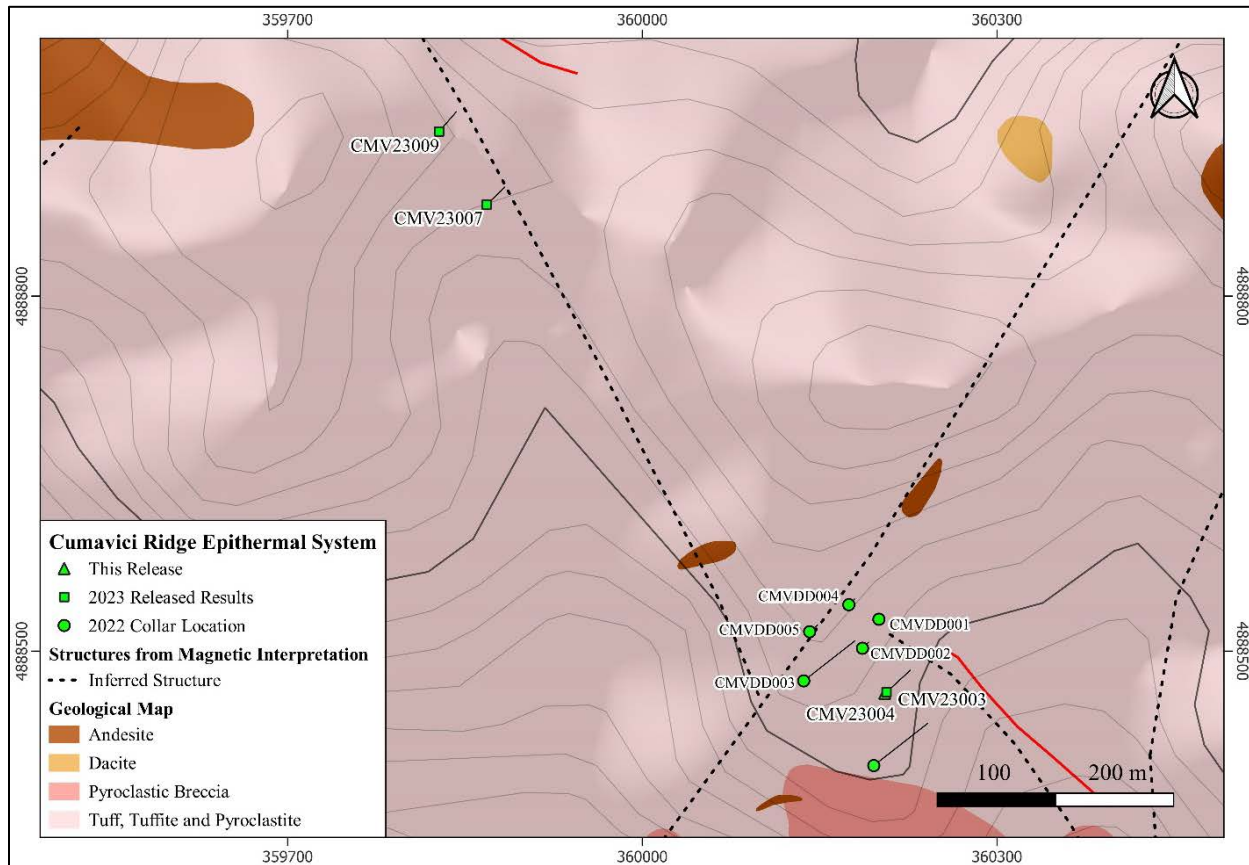 359700
360000
360300
CMV23009
CMV23007
4888800
4888800
CMVDD004
CMVDD001
CMVDD005
CMVDD002
4888500
4888500
CMVDD003
CMV23003
CMV23004
100
200 m
Cumavici Ridge Epithermal System
This Release
2023 Released Results
2022 Collar Location
Structures from Magnetic Interpretation
Inferred Structure
Geological Map
Andesite
Dacite
Pyroclastic Breccia
Tuff, Tuffite and Pyroclastite
359700
360000
360300